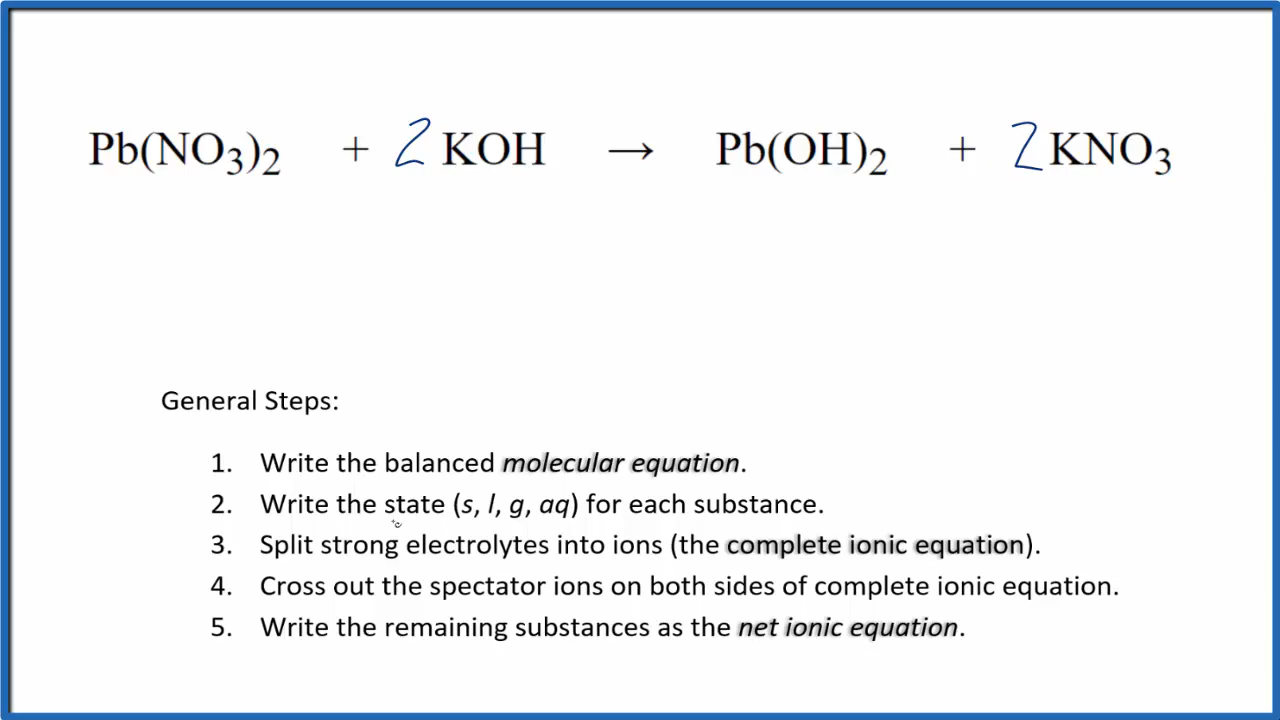 Pb(NO₃)₂ + 2 KOH → Pb(OH)₂ + 2 KNO₃
General Steps:
1. Write the balanced molecular equation.
2. Write the state (s, l, g, aq) for each substance.
3. Split strong electrolytes into ions (the complete ionic equation).
4. Cross out the spectator ions on both sides of complete ionic equation.
5. Write the remaining substances as the net ionic equation.